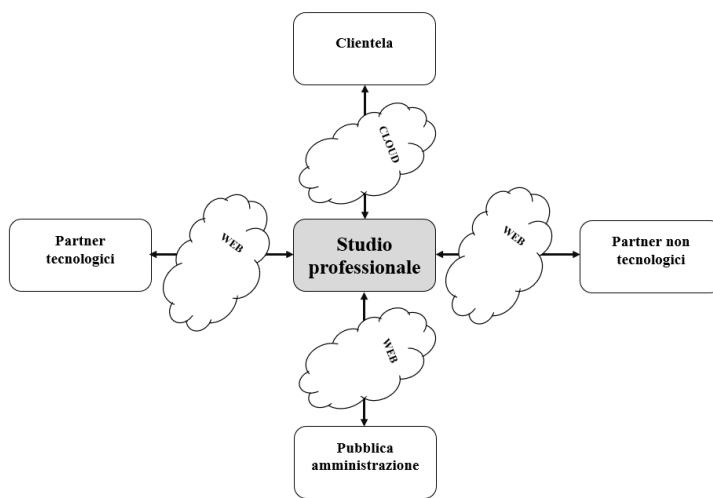 Clientela
CLOUD
Partner
tecnologici
WEB
Studio
professionale
WEB
Partner non
tecnologici
WEB
Pubblica
amministrazione